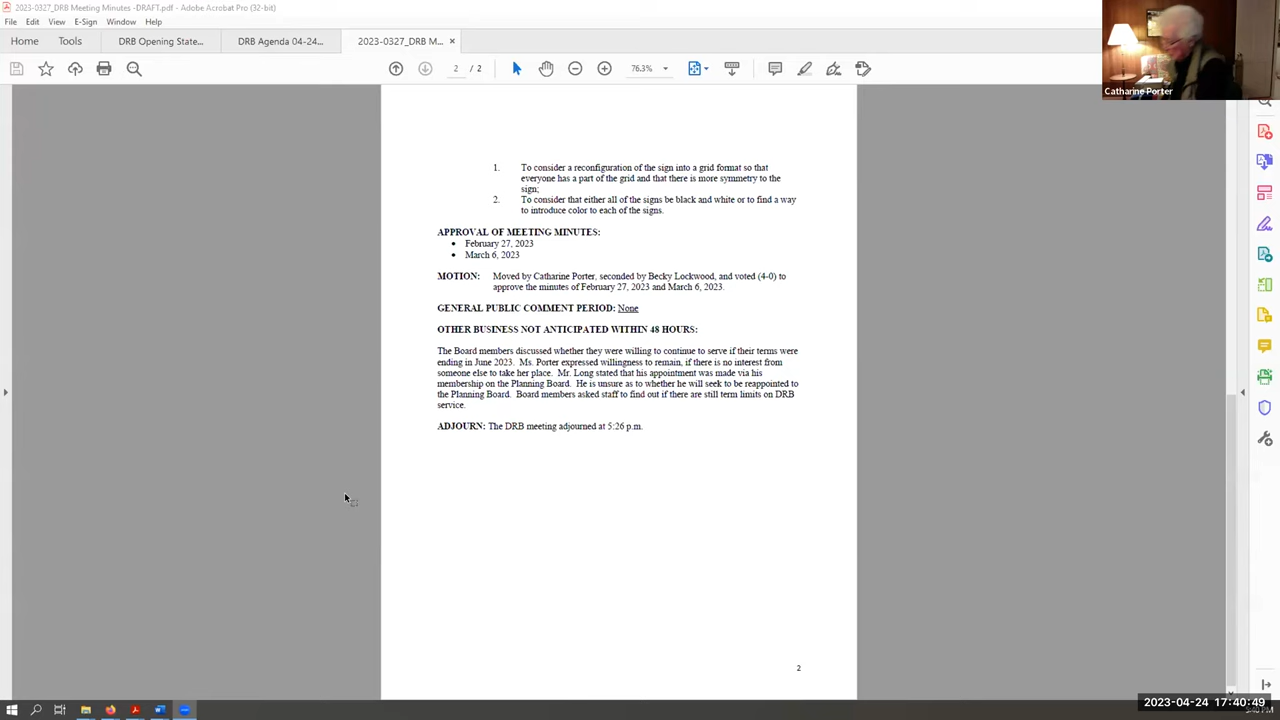 2023-0327_DRB Meeting Minutes -DRAFT.pdf - Adobe Acrobat Pro (32-bit)
File Edit View E-Sign Window Help
Home Tools DRB Opening State... DRB Agenda 04-24... 2023-0327_DRB M... ×
2 / 2 76.3%
Catharine Porter
1. To consider a reconfiguration of the sign into a grid format so that
everyone has a part of the grid and that there is more symmetry to the
sign;
2. To consider that either all of the signs be black and white or to find a way
to introduce color to each of the signs.
APPROVAL OF MEETING MINUTES:
• February 27, 2023
• March 6, 2023
MOTION: Moved by Catharine Porter, seconded by Becky Lockwood, and voted (4-0) to
approve the minutes of February 27, 2023 and March 6, 2023.
GENERAL PUBLIC COMMENT PERIOD: None
OTHER BUSINESS NOT ANTICIPATED WITHIN 48 HOURS:
The Board members discussed whether they were willing to continue to serve if their terms were
ending in June 2023. Ms. Porter expressed willingness to remain, if there is no interest from
someone else to take her place. Mr. Long stated that his appointment was made via his
membership on the Planning Board. He is unsure as to whether he will seek to be reappointed to
the Planning Board. Board members asked staff to find out if there are still term limits on DRB
service.
ADJOURN: The DRB meeting adjourned at 5:26 p.m.
2
2023-04-24 17:40:49